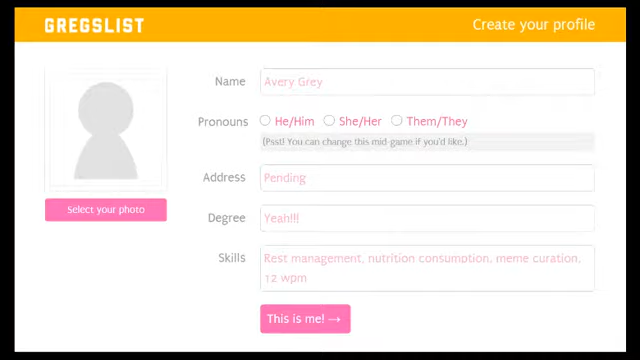 GREGSLIST
Create your profile
Name
Avery Grey
Pronouns
He/Him
She/Her
Them/They
(Psst! You can change this mid-game if you'd like.)
Address
Pending
Select your photo
Degree
Yeah!!!
Skills
Rest management, nutrition consumption, meme curation,
12 wpm
This is me! →